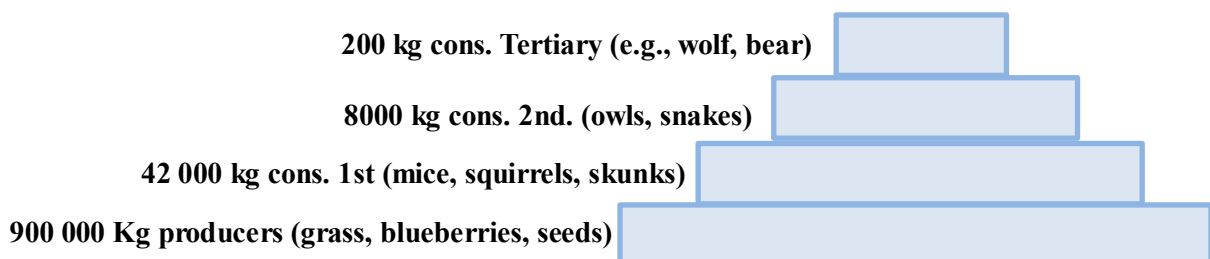 200 kg cons. Tertiary (e.g., wolf, bear)
8000 kg cons. 2nd. (owls, snakes)
42 000 kg cons. 1st (mice, squirrels, skunks)
900 000 Kg producers (grass, blueberries, seeds)